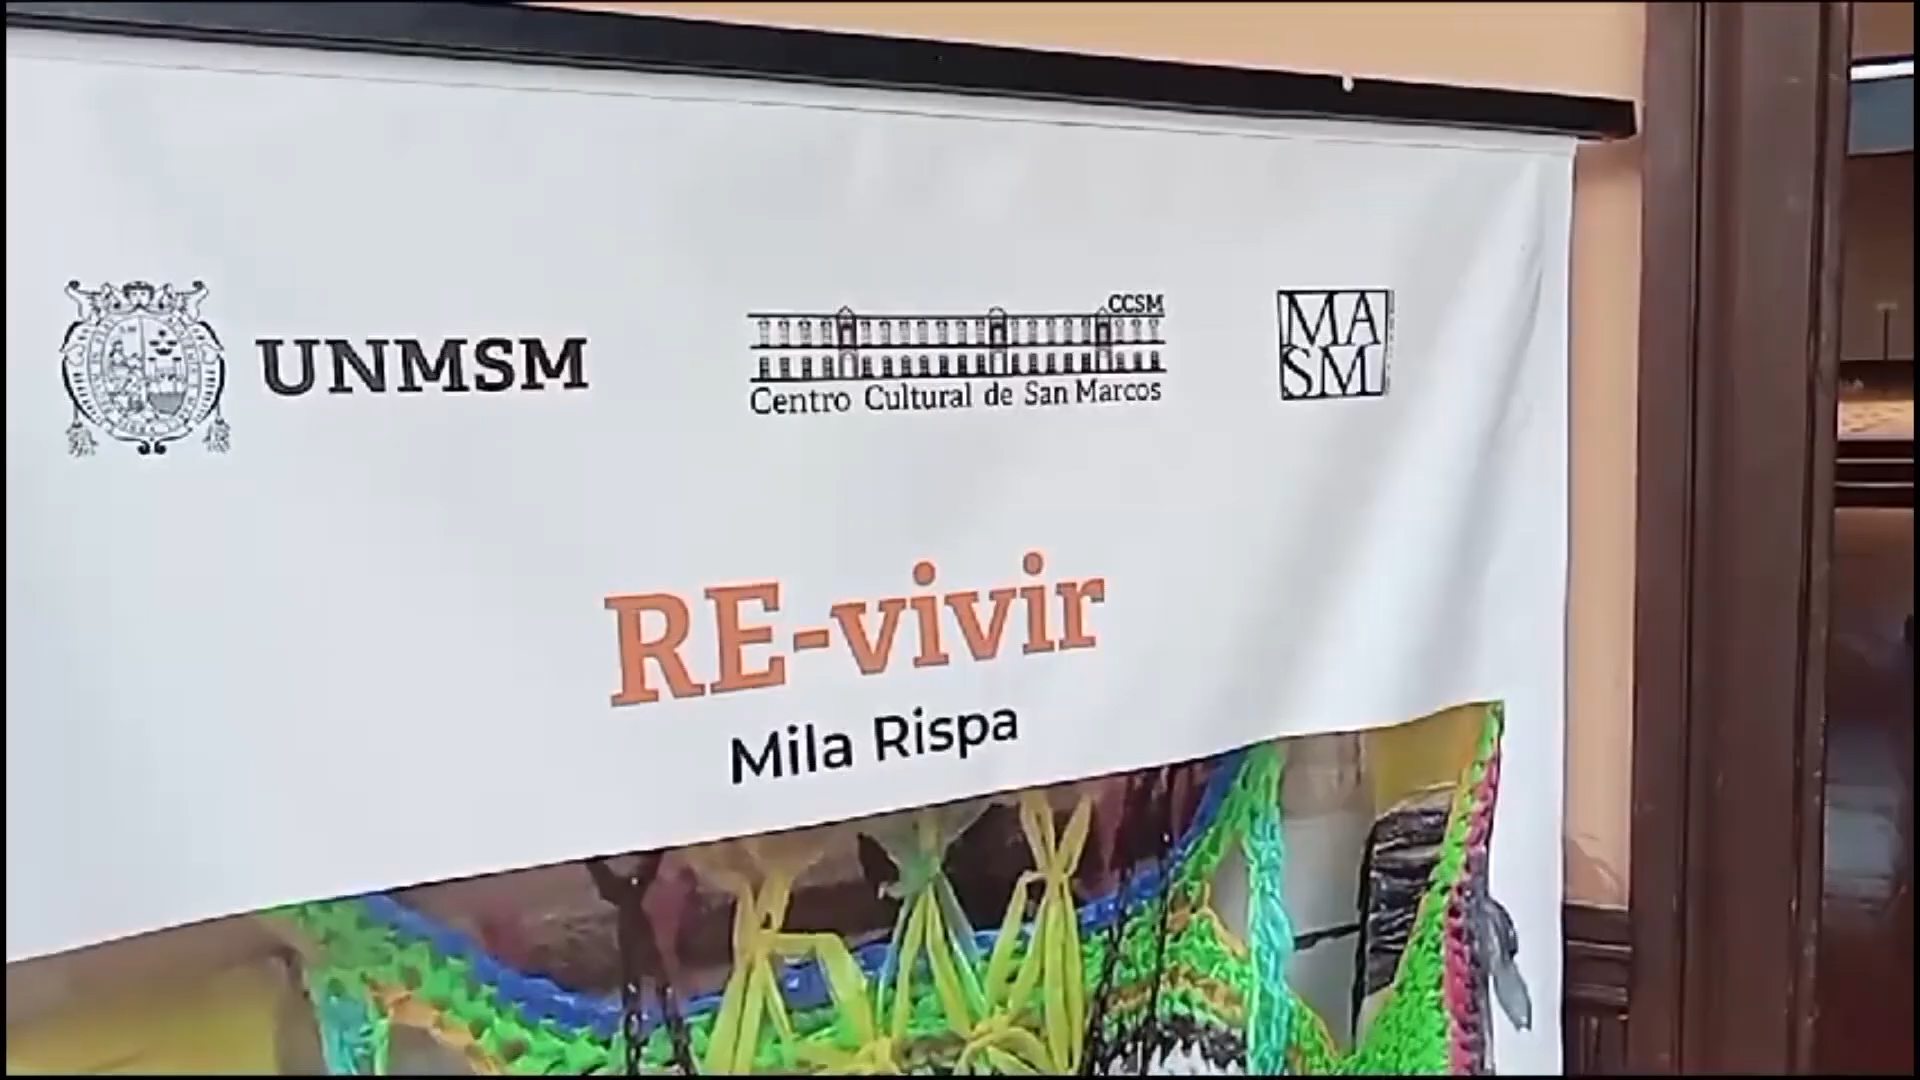 UNMSM
CCSM
Centro Cultural de San Marcos
MA
SM
RE-vivir
Mila Rispa